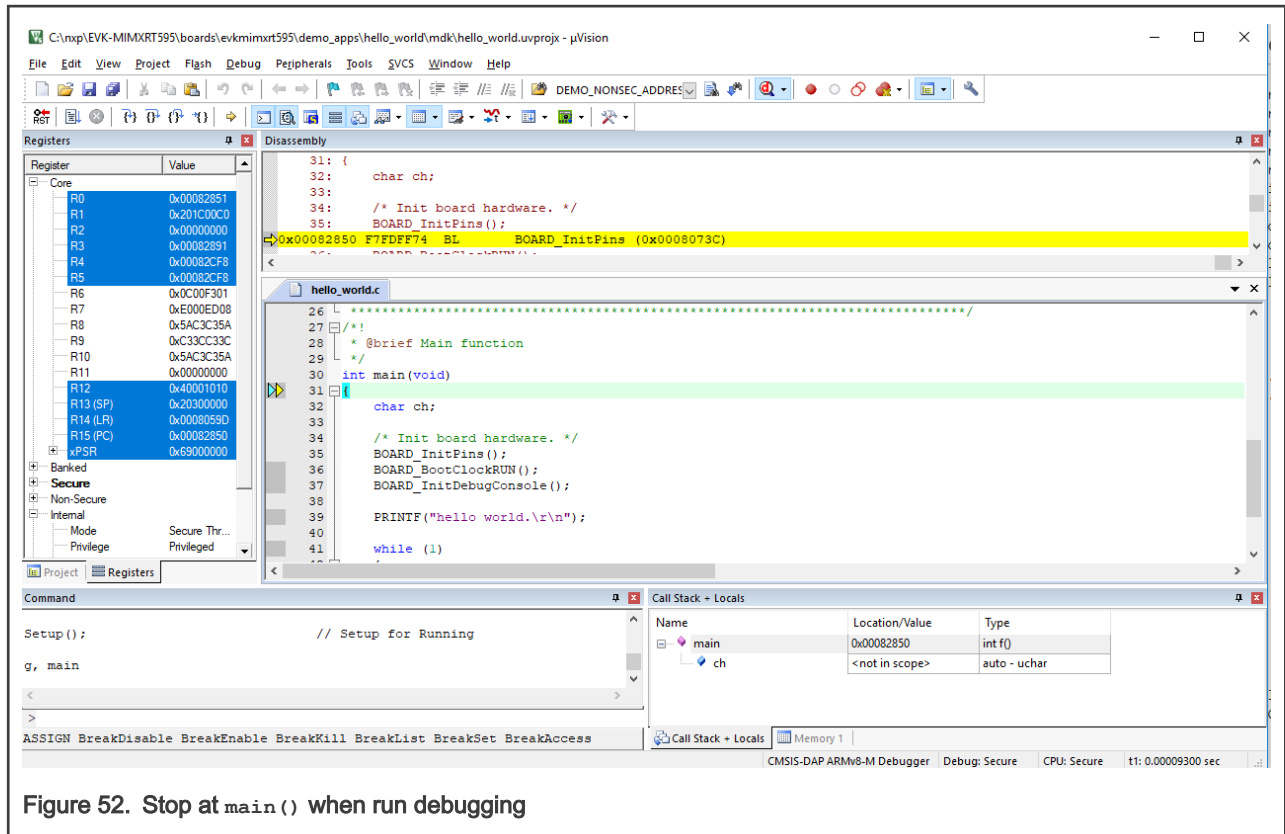 C:\nxp\EVK-MIMXRT595\boards\evkmimxrt595\demo_apps\hello_world\mdk\hello_world.uvprojx - µVision
File Edit View Project Flash Debug Peripherals Tools SVCS Window Help
DEMO_NONSEC_ADDRES
RST
Registers
Register Value
Core
R0 0x00082851
R1 0x201C00C0
R2 0x00000000
R3 0x00082891
R4 0x00082CF8
R5 0x00082CF8
R6 0x0C00F301
R7 0xE000ED08
R8 0x5AC3C35A
R9 0xC33CC33C
R10 0x5AC3C35A
R11 0x00000000
R12 0x40001010
R13 (SP) 0x20300000
R14 (LR) 0x0008059D
R15 (PC) 0x00082850
xPSR 0x69000000
Banked
Secure
Non-Secure
Internal
Mode Secure Thr...
Privilege Privileged
Project Registers
Disassembly
31: {
32: char ch;
33:
34: /* Init board hardware. */
35: BOARD_InitPins();
0x00082850 F7FDFF74 BL BOARD_InitPins (0x0008073C)
36: BOARD_BootClockRUN();
hello_world.c
26 *****************************************************************************/
27 /*!
28 * @brief Main function
29 */
30 int main(void)
31 {
32 char ch;
33
34 /* Init board hardware. */
35 BOARD_InitPins();
36 BOARD_BootClockRUN();
37 BOARD_InitDebugConsole();
38
39 PRINTF("hello world.\r\n");
40
41 while (1)
Command
Setup(); // Setup for Running
g, main
>
ASSIGN BreakDisable BreakEnable BreakKill BreakList BreakSet BreakAccess
Call Stack + Locals
Name Location/Value Type
main 0x00082850 int f()
ch <not in scope> auto - uchar
Call Stack + Locals Memory 1
CMSIS-DAP ARMv8-M Debugger Debug: Secure CPU: Secure t1: 0.00009300 sec
Figure 52. Stop at main() when run debugging